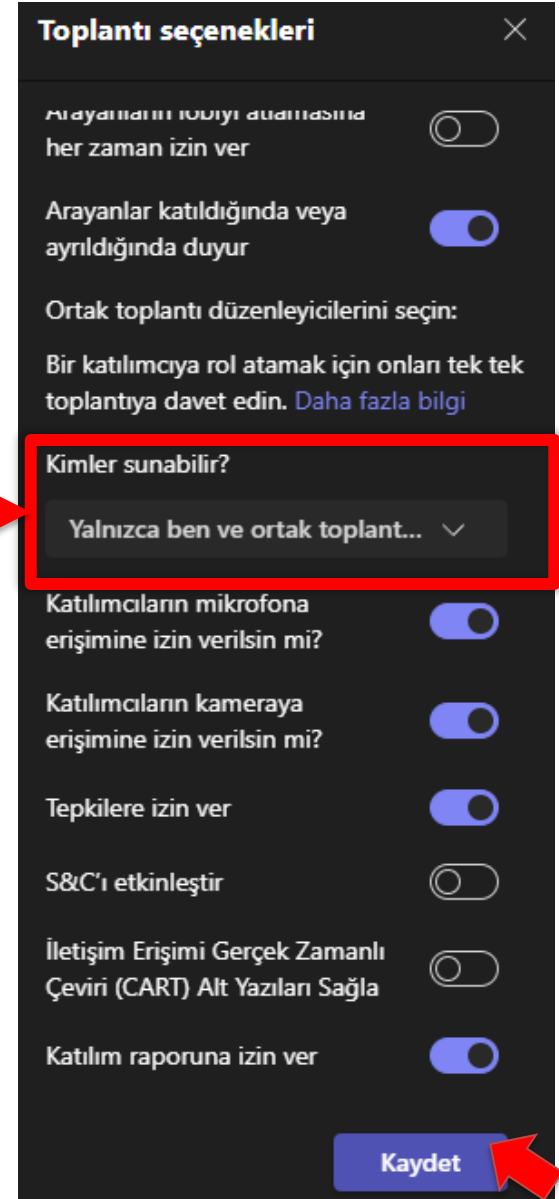 Toplantı seçenekleri
Arayanların lobiyi atlamasına
her zaman izin ver
Arayanlar katıldığında veya
ayrıldığında duyur
Ortak toplantı düzenleyicilerini seçin:
Bir katılımcıya rol atamak için onları tek tek
toplantıya davet edin. Daha fazla bilgi
Kimler sunabilir?
Yalnızca ben ve ortak toplant...
Katılımcıların mikrofona
erişimine izin verilsin mi?
Katılımcıların kameraya
erişimine izin verilsin mi?
Tepkilere izin ver
S&C'ı etkinleştir
İletişim Erişimi Gerçek Zamanlı
Çeviri (CART) Alt Yazıları Sağla
Katılım raporuna izin ver
Kaydet